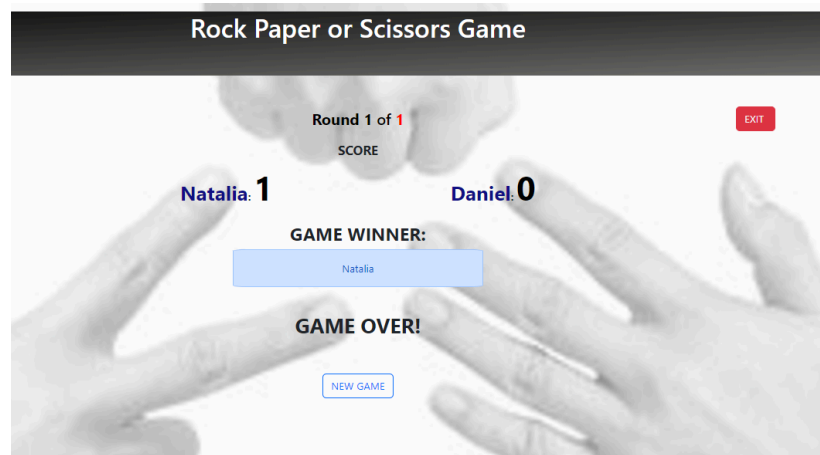 Rock Paper or Scissors Game
Round 1 of 1
EXIT
SCORE
Natalia: 1 Daniel: 0
GAME WINNER:
Natalia
GAME OVER!
NEW GAME